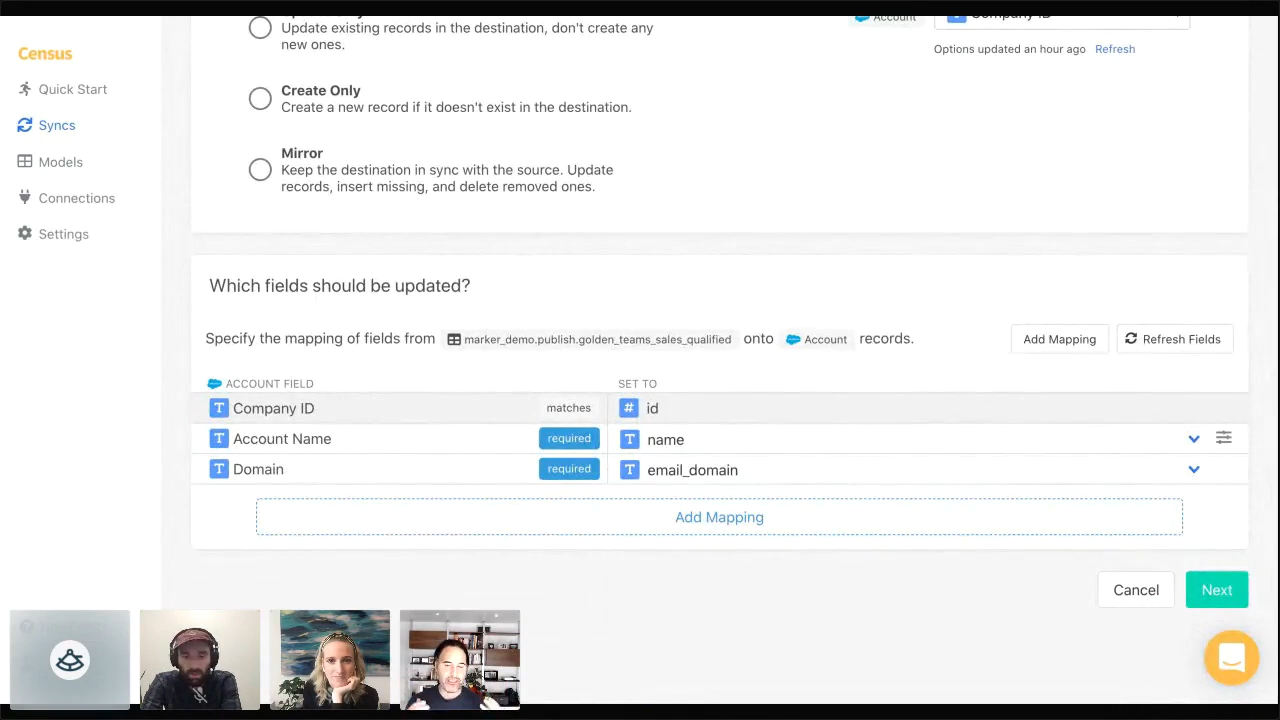 Update existing records in the destination, don't create any
new ones.
Account
Company ID
Options updated an hour ago Refresh
Census
Quick Start
Syncs
Models
Connections
Settings
Create Only
Create a new record if it doesn't exist in the destination.
Mirror
Keep the destination in sync with the source. Update
records, insert missing, and delete removed ones.
Which fields should be updated?
Specify the mapping of fields from marker_demo.publish.golden_teams_sales_qualified onto Account records.
Add Mapping
Refresh Fields
ACCOUNT FIELD SET TO
T Company ID matches # id
T Account Name required T name
T Domain required T email_domain
Add Mapping
Cancel Next